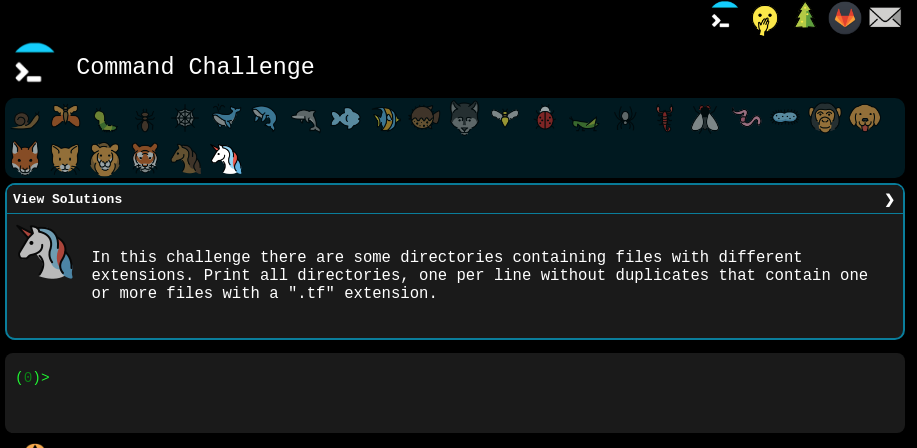 Command Challenge
View Solutions
In this challenge there are some directories containing files with different
extensions. Print all directories, one per line without duplicates that contain one
or more files with a ".tf" extension.
(0)>